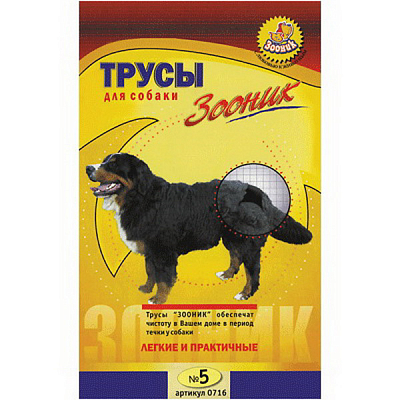 Зооник
ТРУСЫ
для собаки
Зооник
ЗООНИК
Трусы "ЗООНИК" обеспечат
чистоту в Вашем доме в период
течки у собаки
ЛЕГКИЕ И ПРАКТИЧНЫЕ
№5
артикул 0716